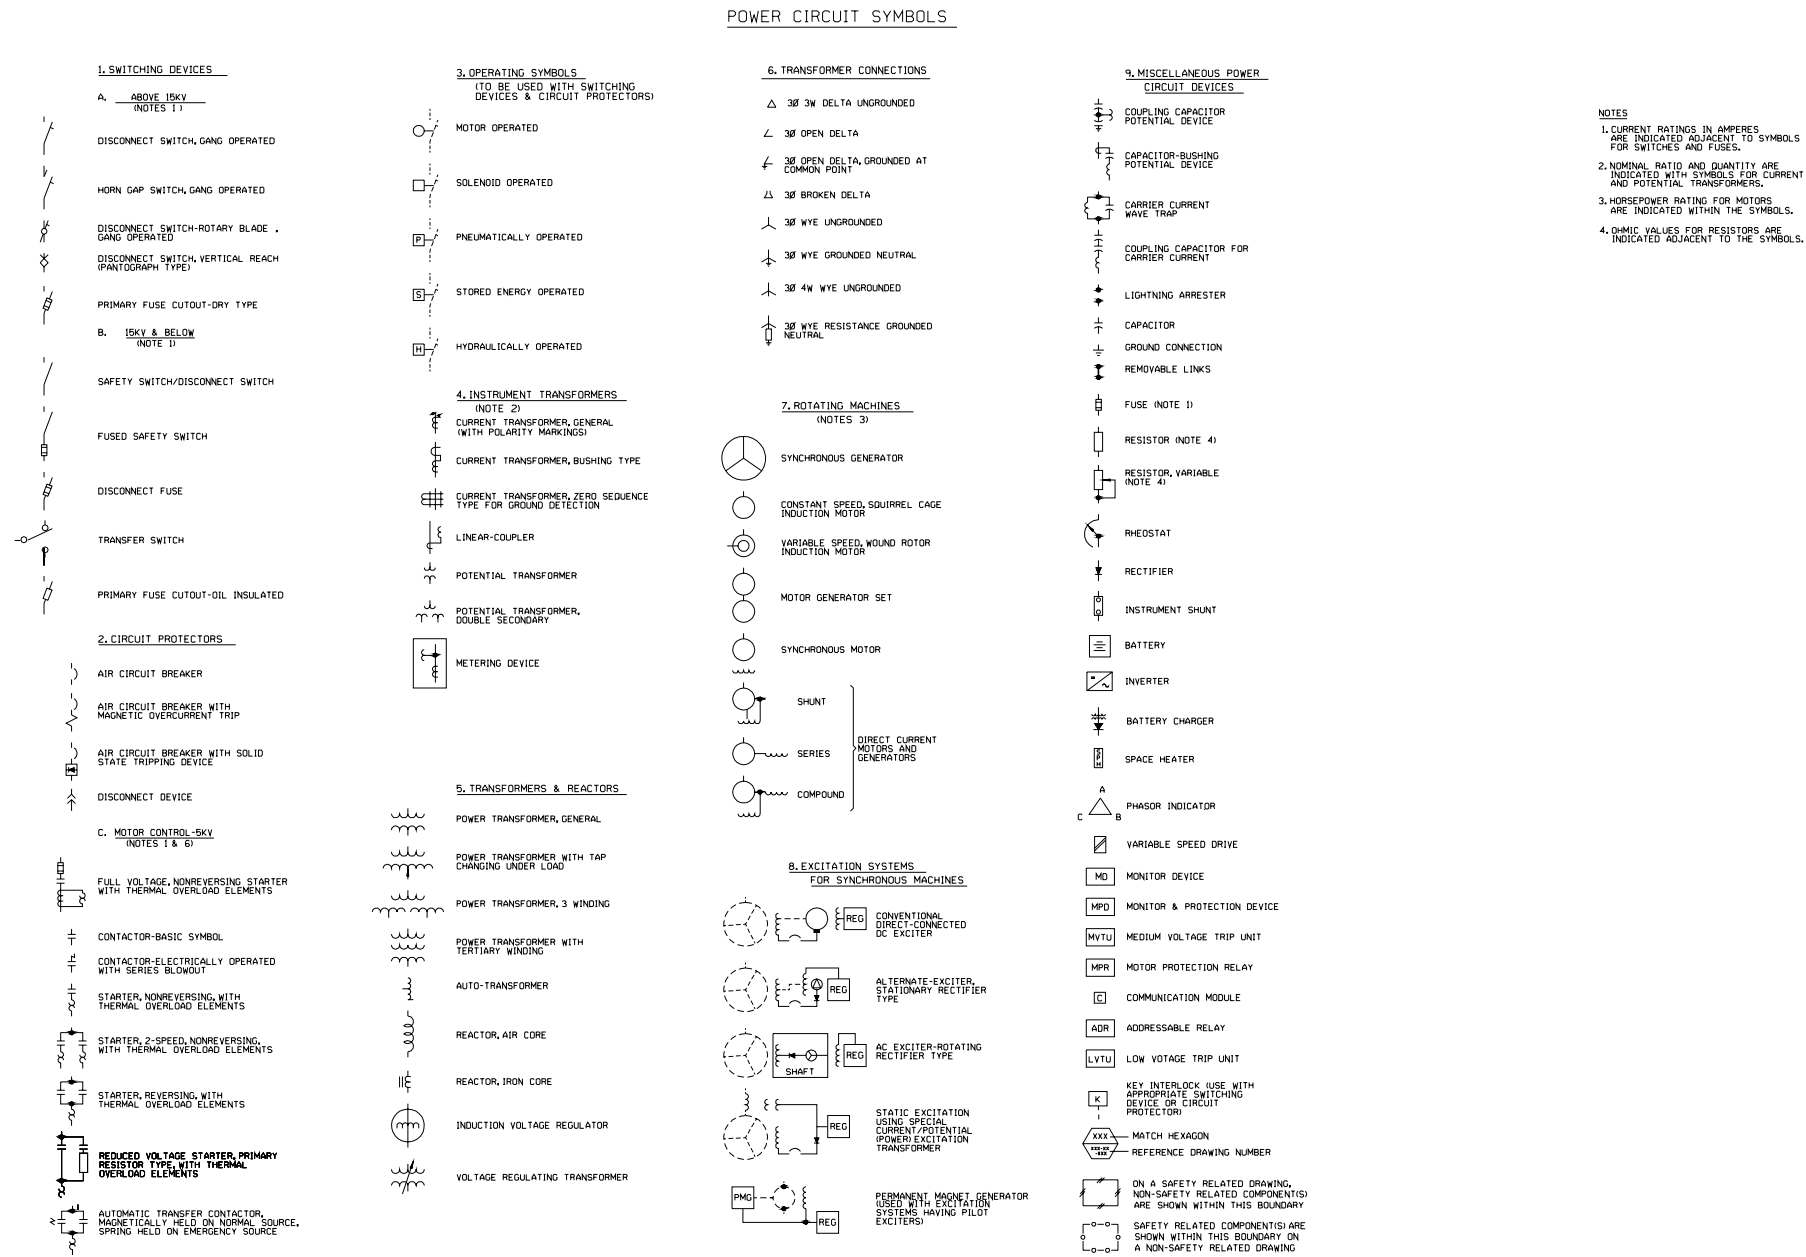 POWER CIRCUIT SYMBOLS
1. SWITCHING DEVICES
A. ABOVE 15KV
(NOTES 1 )
DISCONNECT SWITCH, GANG OPERATED
HORN GAP SWITCH, GANG OPERATED
DISCONNECT SWITCH-ROTARY BLADE ,
GANG OPERATED
DISCONNECT SWITCH, VERTICAL REACH
(PANTOGRAPH TYPE)
PRIMARY FUSE CUTOUT-DRY TYPE
B. 15KV & BELOW
(NOTE 1)
SAFETY SWITCH/DISCONNECT SWITCH
FUSED SAFETY SWITCH
DISCONNECT FUSE
TRANSFER SWITCH
PRIMARY FUSE CUTOUT-OIL INSULATED
2. CIRCUIT PROTECTORS
AIR CIRCUIT BREAKER
AIR CIRCUIT BREAKER WITH
MAGNETIC OVERCURRENT TRIP
AIR CIRCUIT BREAKER WITH SOLID
STATE TRIPPING DEVICE
DISCONNECT DEVICE
C. MOTOR CONTROL-5KV
(NOTES 1 & 6)
FULL VOLTAGE, NONREVERSING STARTER
WITH THERMAL OVERLOAD ELEMENTS
CONTACTOR-BASIC SYMBOL
CONTACTOR-ELECTRICALLY OPERATED
WITH SERIES BLOWOUT
STARTER, NONREVERSING, WITH
THERMAL OVERLOAD ELEMENTS
STARTER, 2-SPEED, NONREVERSING,
WITH THERMAL OVERLOAD ELEMENTS
STARTER, REVERSING, WITH
THERMAL OVERLOAD ELEMENTS
REDUCED VOLTAGE STARTER, PRIMARY
RESISTOR TYPE, WITH THERMAL
OVERLOAD ELEMENTS
AUTOMATIC TRANSFER CONTACTOR,
MAGNETICALLY HELD ON NORMAL SOURCE,
SPRING HELD ON EMERGENCY SOURCE
3. OPERATING SYMBOLS
(TO BE USED WITH SWITCHING
DEVICES & CIRCUIT PROTECTORS)
MOTOR OPERATED
SOLENOID OPERATED
P PNEUMATICALLY OPERATED
S STORED ENERGY OPERATED
H HYDRAULICALLY OPERATED
4. INSTRUMENT TRANSFORMERS
(NOTE 2)
CURRENT TRANSFORMER, GENERAL
(WITH POLARITY MARKINGS)
CURRENT TRANSFORMER, BUSHING TYPE
CURRENT TRANSFORMER, ZERO SEQUENCE
TYPE FOR GROUND DETECTION
LINEAR-COUPLER
POTENTIAL TRANSFORMER
POTENTIAL TRANSFORMER,
DOUBLE SECONDARY
METERING DEVICE
5. TRANSFORMERS & REACTORS
POWER TRANSFORMER, GENERAL
POWER TRANSFORMER WITH TAP
CHANGING UNDER LOAD
POWER TRANSFORMER, 3 WINDING
POWER TRANSFORMER WITH
TERTIARY WINDING
AUTO-TRANSFORMER
REACTOR, AIR CORE
REACTOR, IRON CORE
INDUCTION VOLTAGE REGULATOR
VOLTAGE REGULATING TRANSFORMER
6. TRANSFORMER CONNECTIONS
3Ø 3W DELTA UNGROUNDED
3Ø OPEN DELTA
3Ø OPEN DELTA, GROUNDED AT
COMMON POINT
3Ø BROKEN DELTA
3Ø WYE UNGROUNDED
3Ø WYE GROUNDED NEUTRAL
3Ø 4W WYE UNGROUNDED
3Ø WYE RESISTANCE GROUNDED
NEUTRAL
7. ROTATING MACHINES
(NOTES 3)
SYNCHRONOUS GENERATOR
CONSTANT SPEED, SQUIRREL CAGE
INDUCTION MOTOR
VARIABLE SPEED, WOUND ROTOR
INDUCTION MOTOR
MOTOR GENERATOR SET
SYNCHRONOUS MOTOR
SHUNT
SERIES
COMPOUND
DIRECT CURRENT
MOTORS AND
GENERATORS
8. EXCITATION SYSTEMS
FOR SYNCHRONOUS MACHINES
REG CONVENTIONAL
DIRECT-CONNECTED
DC EXCITER
REG ALTERNATE-EXCITER,
STATIONARY RECTIFIER
TYPE
SHAFT REG AC EXCITER-ROTATING
RECTIFIER TYPE
REG STATIC EXCITATION
USING SPECIAL
CURRENT/POTENTIAL
(POWER) EXCITATION
TRANSFORMER
PMG REG PERMANENT MAGNET GENERATOR
(USED WITH EXCITATION
SYSTEMS HAVING PILOT
EXCITERS)
9. MISCELLANEOUS POWER
CIRCUIT DEVICES
COUPLING CAPACITOR
POTENTIAL DEVICE
CAPACITOR-BUSHING
POTENTIAL DEVICE
CARRIER CURRENT
WAVE TRAP
COUPLING CAPACITOR FOR
CARRIER CURRENT
LIGHTNING ARRESTER
CAPACITOR
GROUND CONNECTION
REMOVABLE LINKS
FUSE (NOTE 1)
RESISTOR (NOTE 4)
RESISTOR, VARIABLE
(NOTE 4)
RHEOSTAT
RECTIFIER
INSTRUMENT SHUNT
BATTERY
INVERTER
BATTERY CHARGER
SPACE HEATER
A
PHASOR INDICATOR
C B
VARIABLE SPEED DRIVE
MD MONITOR DEVICE
MPD MONITOR & PROTECTION DEVICE
MVTU MEDIUM VOLTAGE TRIP UNIT
MPR MOTOR PROTECTION RELAY
C COMMUNICATION MODULE
ADR ADDRESSABLE RELAY
LVTU LOW VOTAGE TRIP UNIT
K KEY INTERLOCK (USE WITH
APPROPRIATE SWITCHING
DEVICE OR CIRCUIT
PROTECTOR)
XXX MATCH HEXAGON
XXX-XX
-XXX
REFERENCE DRAWING NUMBER
ON A SAFETY RELATED DRAWING,
NON-SAFETY RELATED COMPONENT(S)
ARE SHOWN WITHIN THIS BOUNDARY
SAFETY RELATED COMPONENT(S) ARE
SHOWN WITHIN THIS BOUNDARY ON
A NON-SAFETY RELATED DRAWING
NOTES
1. CURRENT RATINGS IN AMPERES
ARE INDICATED ADJACENT TO SYMBOLS
FOR SWITCHES AND FUSES.
2. NOMINAL RATIO AND QUANTITY ARE
INDICATED WITH SYMBOLS FOR CURRENT
AND POTENTIAL TRANSFORMERS.
3. HORSEPOWER RATING FOR MOTORS
ARE INDICATED WITHIN THE SYMBOLS.
4. OHMIC VALUES FOR RESISTORS ARE
INDICATED ADJACENT TO THE SYMBOLS.